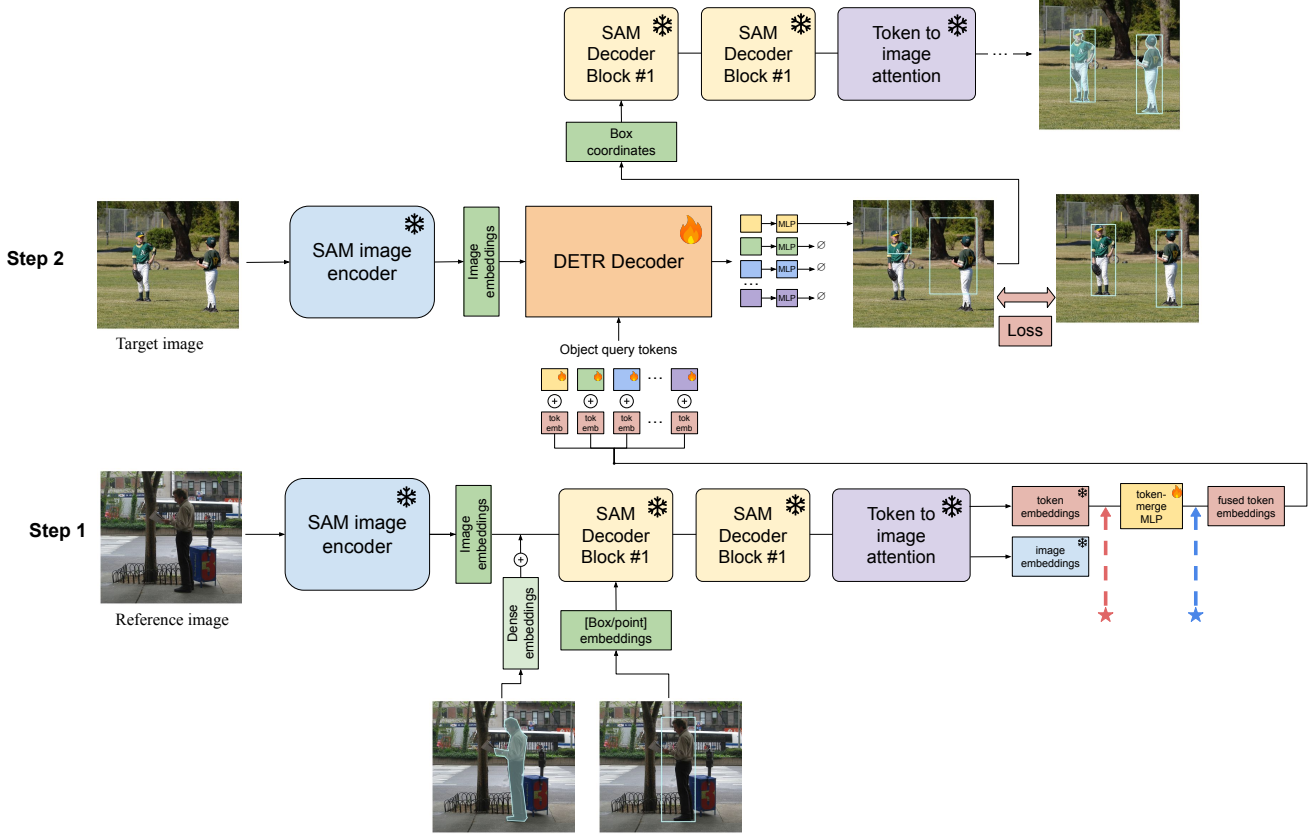 SAM
Decoder
Block #1
SAM
Decoder
Block #1
Token to
image
attention
...
Box
coordinates
Step 2
Target image
SAM image
encoder
Image
embeddings
DETR Decoder
MLP
MLP
∅
MLP
∅
...
MLP
∅
Loss
Object query tokens
...
+
+
+
+
tok
emb
tok
emb
tok
emb
...
tok
emb
Step 1
Reference image
SAM image
encoder
Image
embeddings
+
Dense
embeddings
SAM
Decoder
Block #1
SAM
Decoder
Block #1
Token to
image
attention
[Box/point]
embeddings
token
embeddings
image
embeddings
token-
merge
MLP
fused token
embeddings